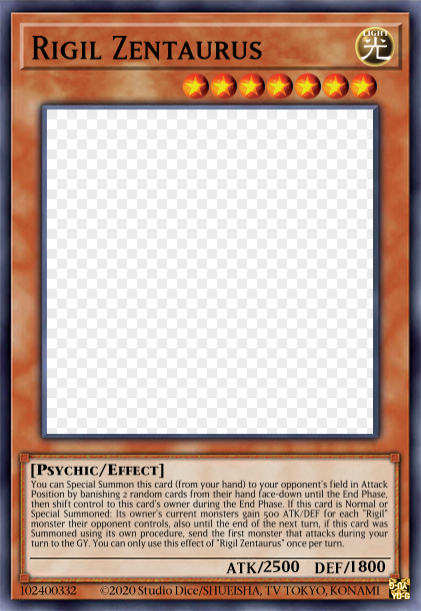 Rigil Zentaurus
LIGHT
光
[Psychic/Effect]
You can Special Summon this card (from your hand) to your opponent's field in Attack
Position by banishing 2 random cards from their hand face-down until the End Phase,
then shift control to this card's owner during the End Phase. If this card is Normal or
Special Summoned: Its owner's current monsters gain 500 ATK/DEF for each "Rigil"
monster their opponent controls, also until the end of the next turn, if this card was
Summoned using its own procedure, send the first monster that attacks during your
turn to the GY. You can only use this effect of "Rigil Zentaurus" once per turn.
ATK/2500 DEF/1800
102400332 ©2020 Studio Dice/SHUEISHA, TV TOKYO, KONAMI